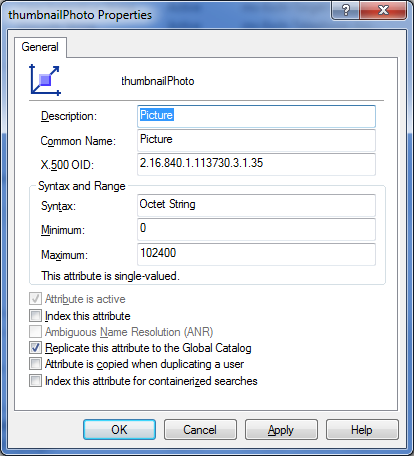 thumbnailPhoto Properties
General
thumbnailPhoto
Description: Picture
Common Name: Picture
X.500 OID: 2.16.840.1.113730.3.1.35
Syntax and Range
Syntax: Octet String
Minimum: 0
Maximum: 102400
This attribute is single-valued.
Attribute is active
Index this attribute
Ambiguous Name Resolution (ANR)
Replicate this attribute to the Global Catalog
Attribute is copied when duplicating a user
Index this attribute for containerized searches
OK Cancel Apply Help